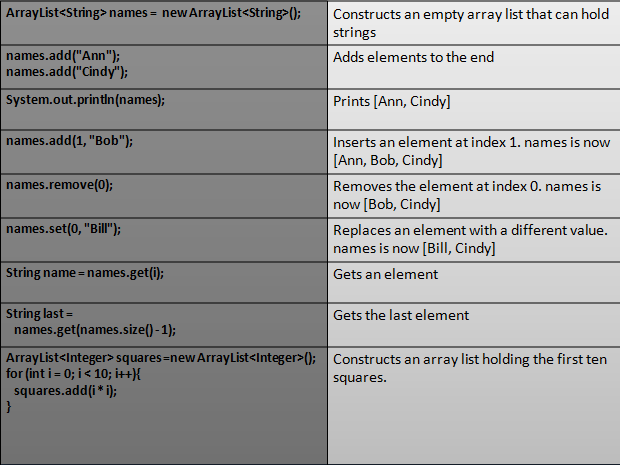 ArrayList<String> names = new ArrayList<String>();
Constructs an empty array list that can hold
strings
names.add("Ann");
names.add("Cindy");
Adds elements to the end
System.out.println(names);
Prints [Ann, Cindy]
names.add(1, "Bob");
Inserts an element at index 1. names is now
[Ann, Bob, Cindy]
names.remove(0);
Removes the element at index 0. names is
now [Bob, Cindy]
names.set(0, "Bill");
Replaces an element with a different value.
names is now [Bill, Cindy]
String name = names.get(i);
Gets an element
String last =
names.get(names.size() - 1);
Gets the last element
ArrayList<Integer> squares = new ArrayList<Integer>();
for (int i = 0; i < 10; i++){
squares.add(i * i);
}
Constructs an array list holding the first ten
squares.